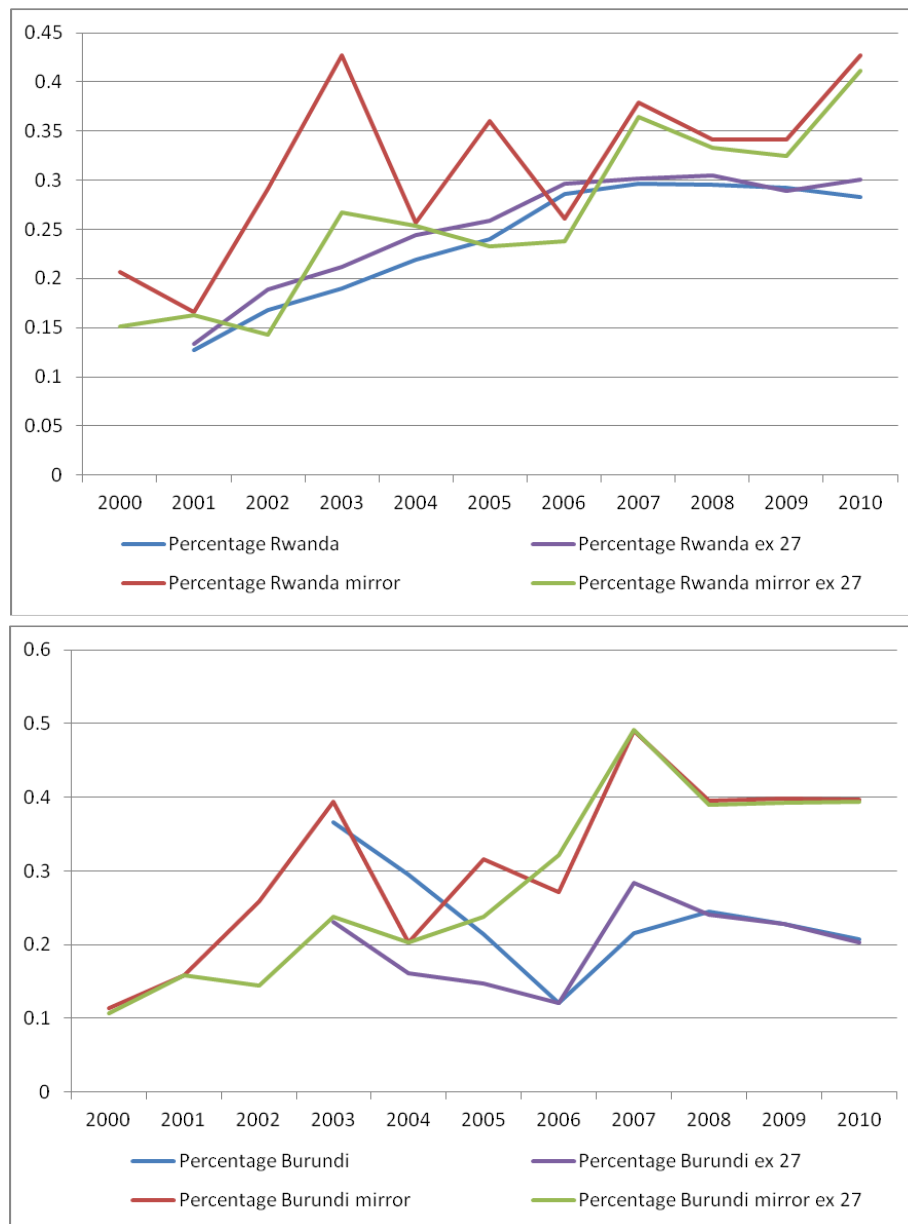 0.45
0.4
0.35
0.3
0.25
0.2
0.15
0.1
0.05
0
2000 2001 2002 2003 2004 2005 2006 2007 2008 2009 2010
Percentage Rwanda Percentage Rwanda ex 27
Percentage Rwanda mirror Percentage Rwanda mirror ex 27
0.6
0.5
0.4
0.3
0.2
0.1
0
2000 2001 2002 2003 2004 2005 2006 2007 2008 2009 2010
Percentage Burundi Percentage Burundi ex 27
Percentage Burundi mirror Percentage Burundi mirror ex 27